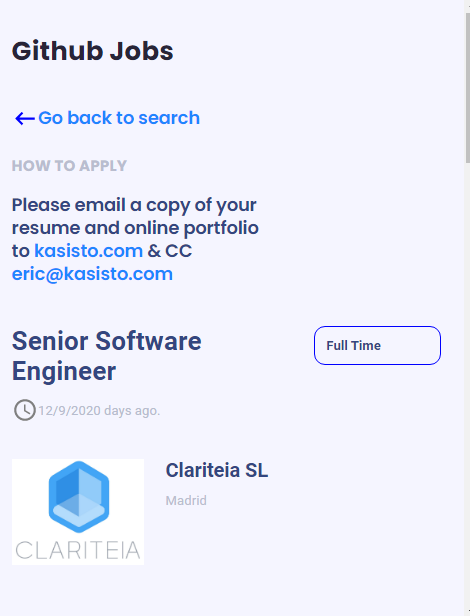 Github Jobs
Go back to search
HOW TO APPLY
Please email a copy of your
resume and online portfolio
to kasisto.com & CC
eric@kasisto.com
Senior Software
Engineer
Full Time
12/9/2020 days ago.
Clariteia SL
Madrid
CLARITEIA